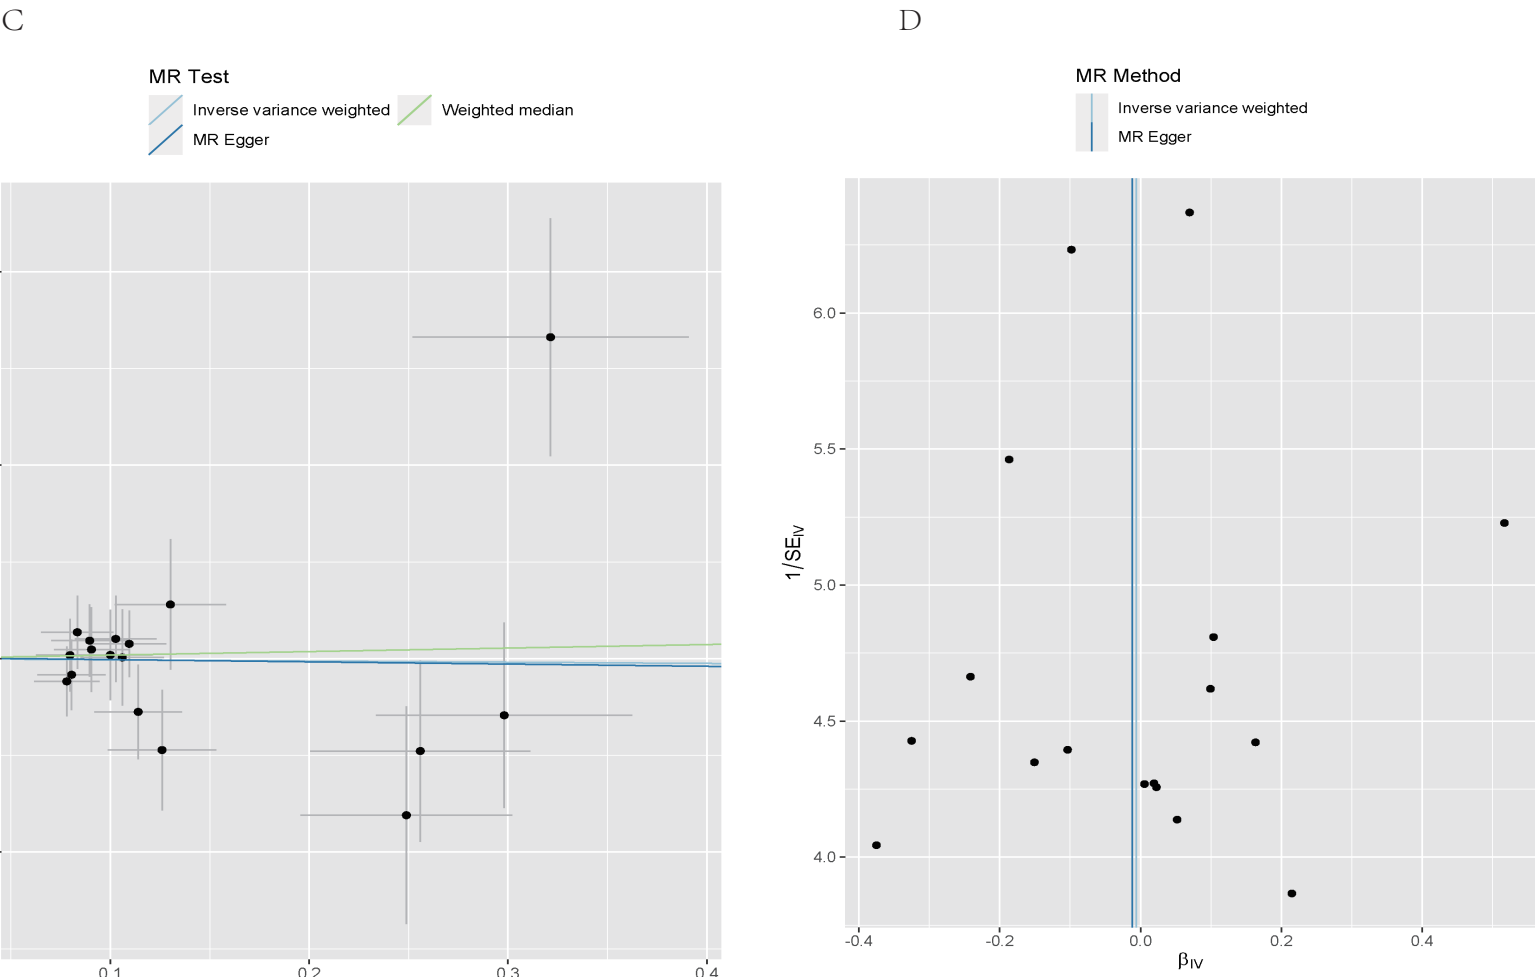 C
D
MR Test
Inverse variance weighted
Weighted median
MR Egger
MR Method
Inverse variance weighted
MR Egger
6.0
5.5
5.0
4.5
4.0
1/SEIV
-0.4
-0.2
0.0
0.2
0.4
βIV
0.1
0.2
0.3
0.4